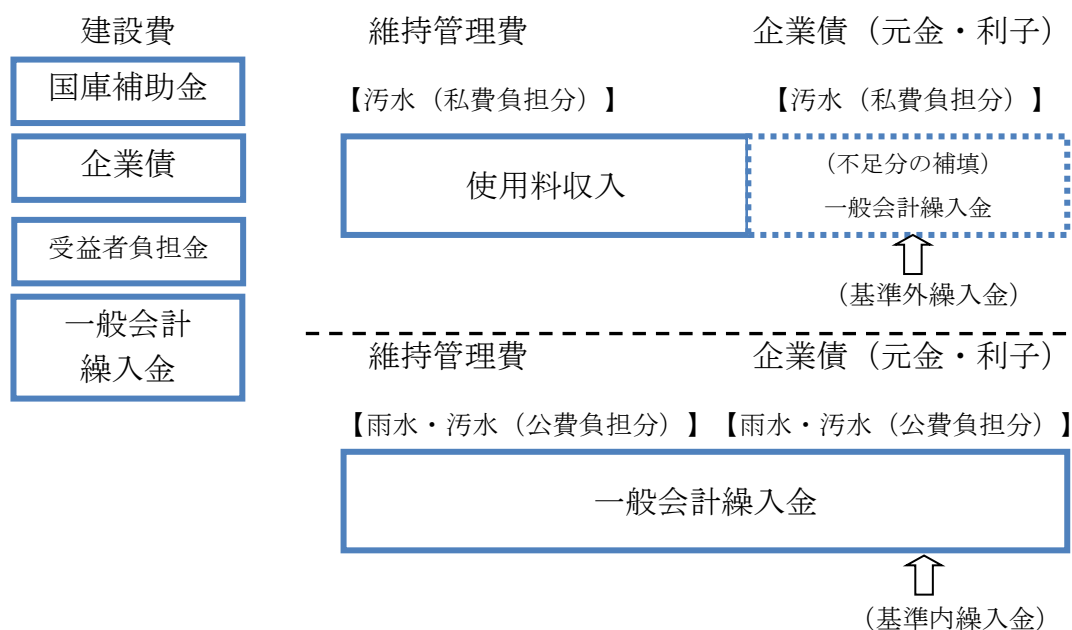 建設費
国庫補助金
企業債
受益者負担金
一般会計
繰入金
維持管理費 企業債（元金・利子）
【汚水（私費負担分）】 【汚水（私費負担分）】
使用料収入
（不足分の補填）
一般会計繰入金
（基準外繰入金）
維持管理費 企業債（元金・利子）
【雨水・汚水（公費負担分）】【雨水・汚水（公費負担分）】
一般会計繰入金
（基準内繰入金）